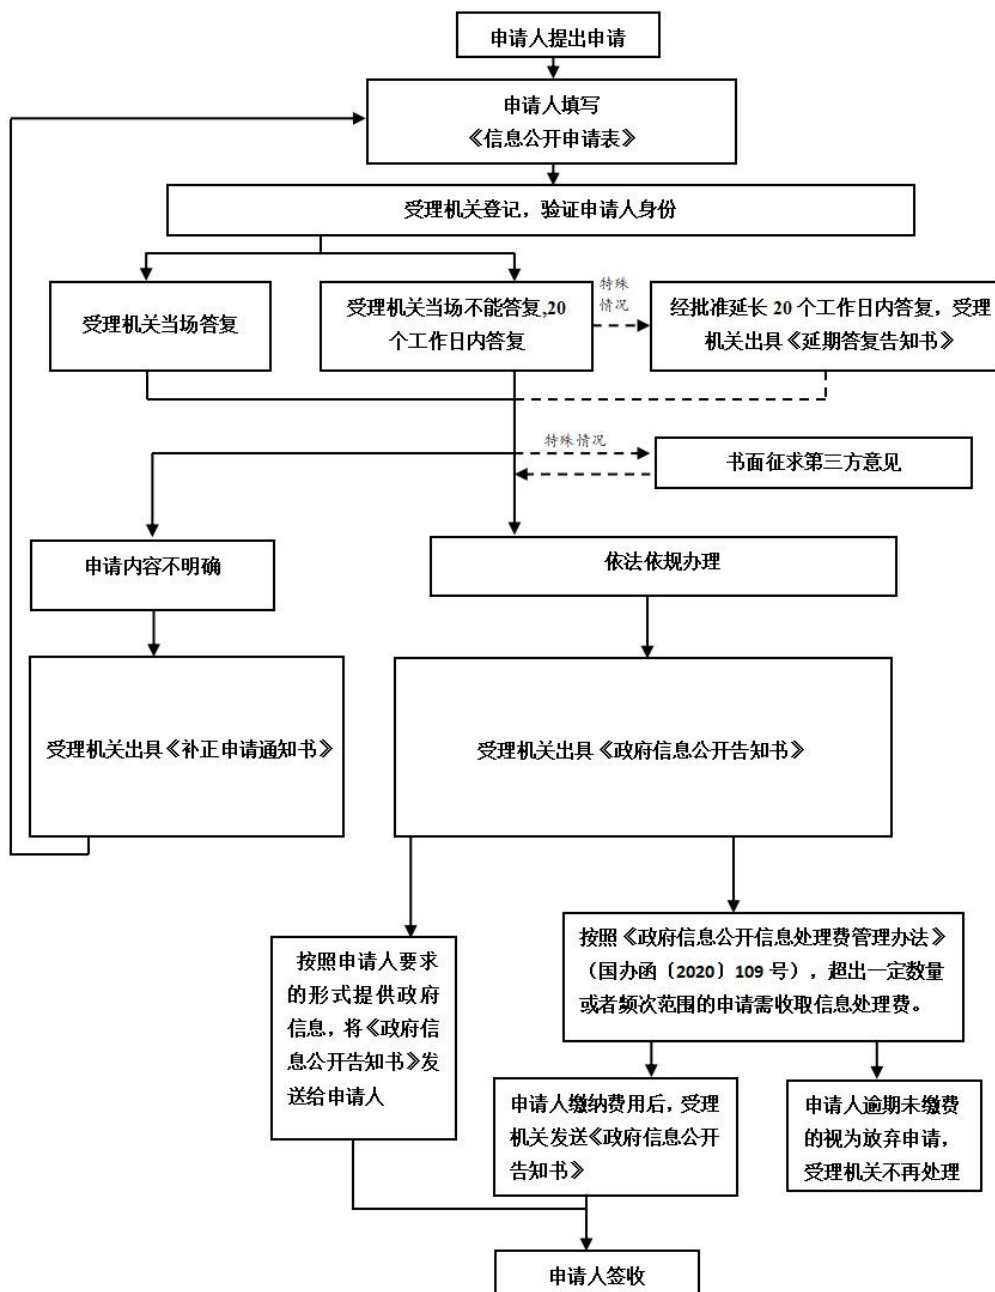 申请人提出申请
申请人填写
《信息公开申请表》
受理机关登记，验证申请人身份
受理机关当场答复
受理机关当场不能答复,20
个工作日内答复
特殊
情况
经批准延长 20 个工作日内答复，受理
机关出具《延期答复告知书》
特殊情况
书面征求第三方意见
申请内容不明确
依法依规办理
受理机关出具《补正申请通知书》
受理机关出具《政府信息公开告知书》
按照申请人要求
的形式提供政府
信息，将《政府信
息公开告知书》发
送给申请人
按照《政府信息公开信息处理费管理办法》
（国办函〔2020〕109 号），超出一定数量
或者频次范围的申请需收取信息处理费。
申请人缴纳费用后，受理
机关发送《政府信息公开
告知书》
申请人逾期未缴费
的视为放弃申请，
受理机关不再处理
申请人签收